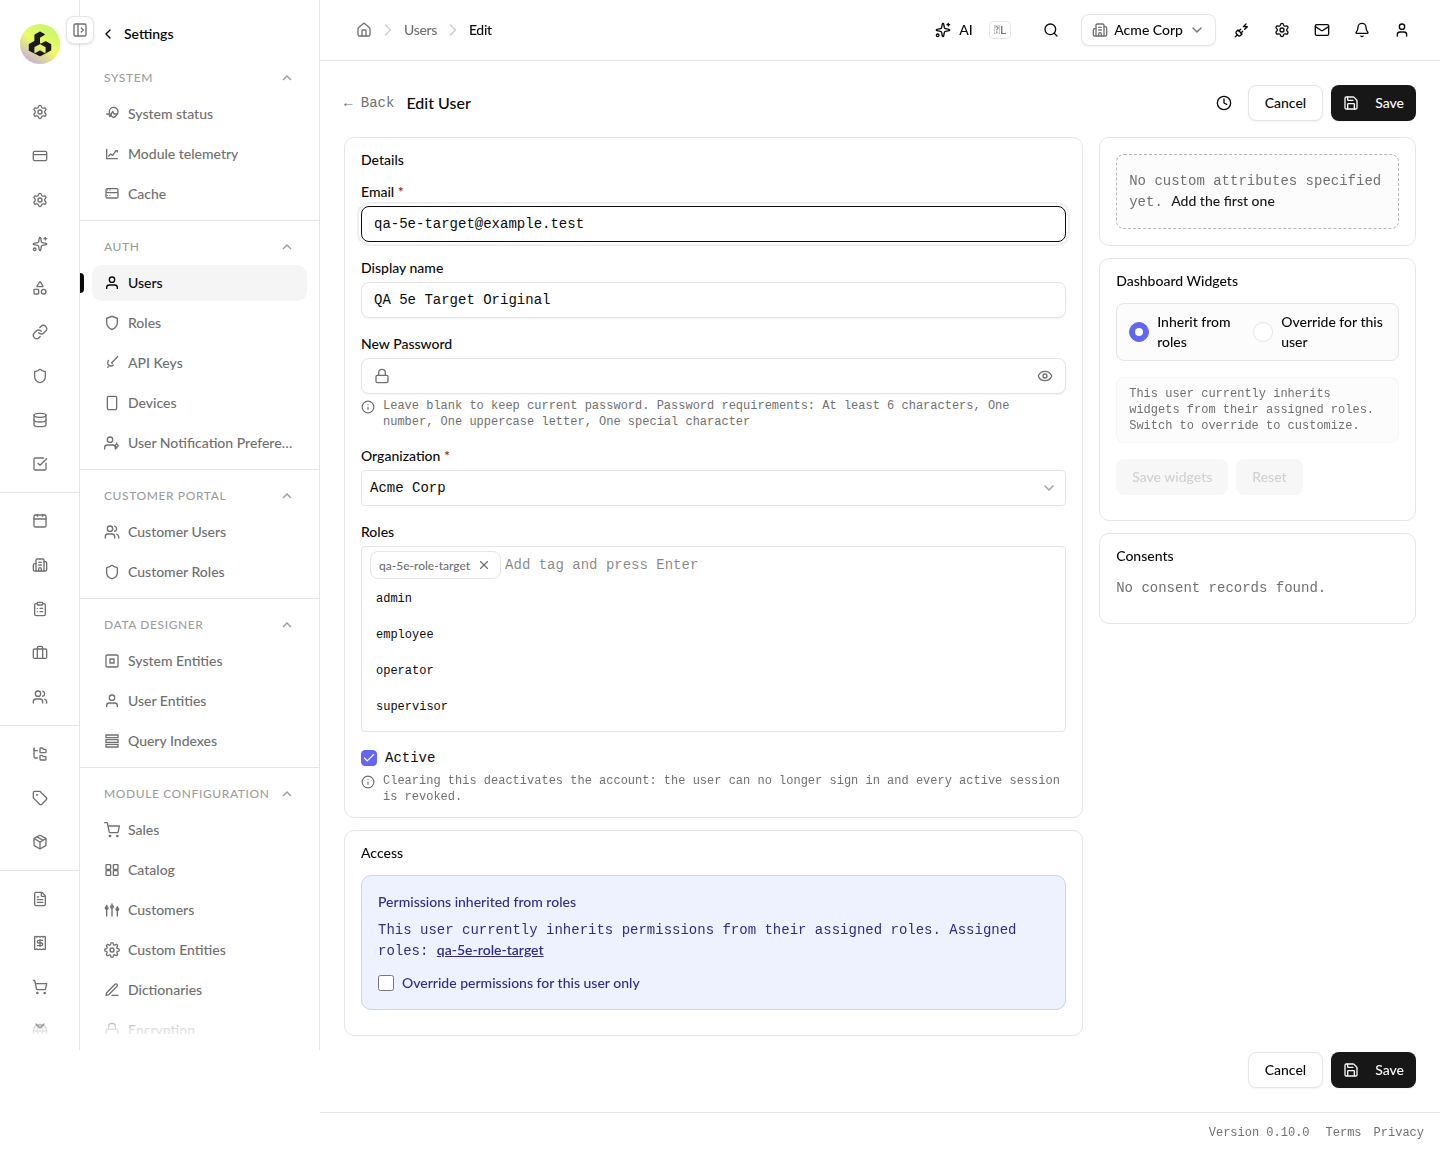 Settings
Users
Edit
AI
L
Acme Corp
SYSTEM
System status
Module telemetry
Cache
AUTH
Users
Roles
API Keys
Devices
User Notification Prefere...
CUSTOMER PORTAL
Customer Users
Customer Roles
DATA DESIGNER
System Entities
User Entities
Query Indexes
MODULE CONFIGURATION
Sales
Catalog
Customers
Custom Entities
Dictionaries
Encryption
← Back
Edit User
Cancel
Save
Details
Email *
qa-5e-target@example.test
Display name
QA 5e Target Original
New Password
Leave blank to keep current password. Password requirements: At least 6 characters, One
number, One uppercase letter, One special character
Organization *
Acme Corp
Roles
qa-5e-role-target
Add tag and press Enter
admin
employee
operator
supervisor
Active
Clearing this deactivates the account: the user can no longer sign in and every active session
is revoked.
Access
Permissions inherited from roles
This user currently inherits permissions from their assigned roles. Assigned
roles: qa-5e-role-target
Override permissions for this user only
No custom attributes specified
yet. Add the first one
Dashboard Widgets
Inherit from
roles
Override for this
user
This user currently inherits
widgets from their assigned roles.
Switch to override to customize.
Save widgets
Reset
Consents
No consent records found.
Cancel
Save
Version 0.10.0
Terms
Privacy